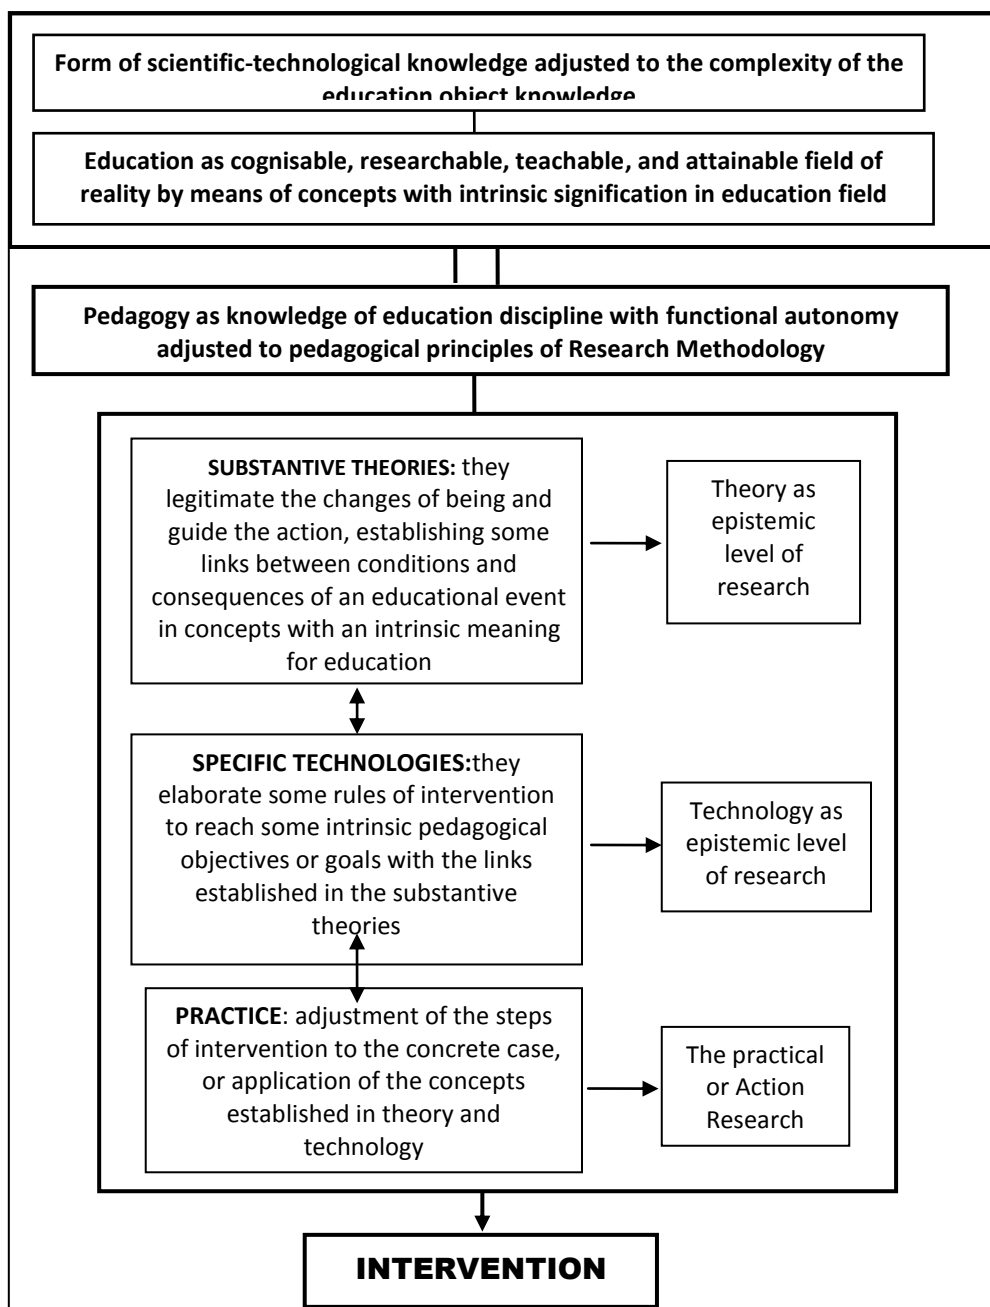 Form of scientific-technological knowledge adjusted to the complexity of the
education object knowledge
Education as cognisable, researchable, teachable, and attainable field of
reality by means of concepts with intrinsic signification in education field
Pedagogy as knowledge of education discipline with functional autonomy
adjusted to pedagogical principles of Research Methodology
SUBSTANTIVE THEORIES: they
legitimate the changes of being and
guide the action, establishing some
links between conditions and
consequences of an educational event
in concepts with an intrinsic meaning
for education
Theory as
epistemic
level of
research
SPECIFIC TECHNOLOGIES:they
elaborate some rules of intervention
to reach some intrinsic pedagogical
objectives or goals with the links
established in the substantive
theories
Technology as
epistemic level
of research
PRACTICE: adjustment of the steps
of intervention to the concrete case,
or application of the concepts
established in theory and
technology
The practical
or Action
Research
INTERVENTION